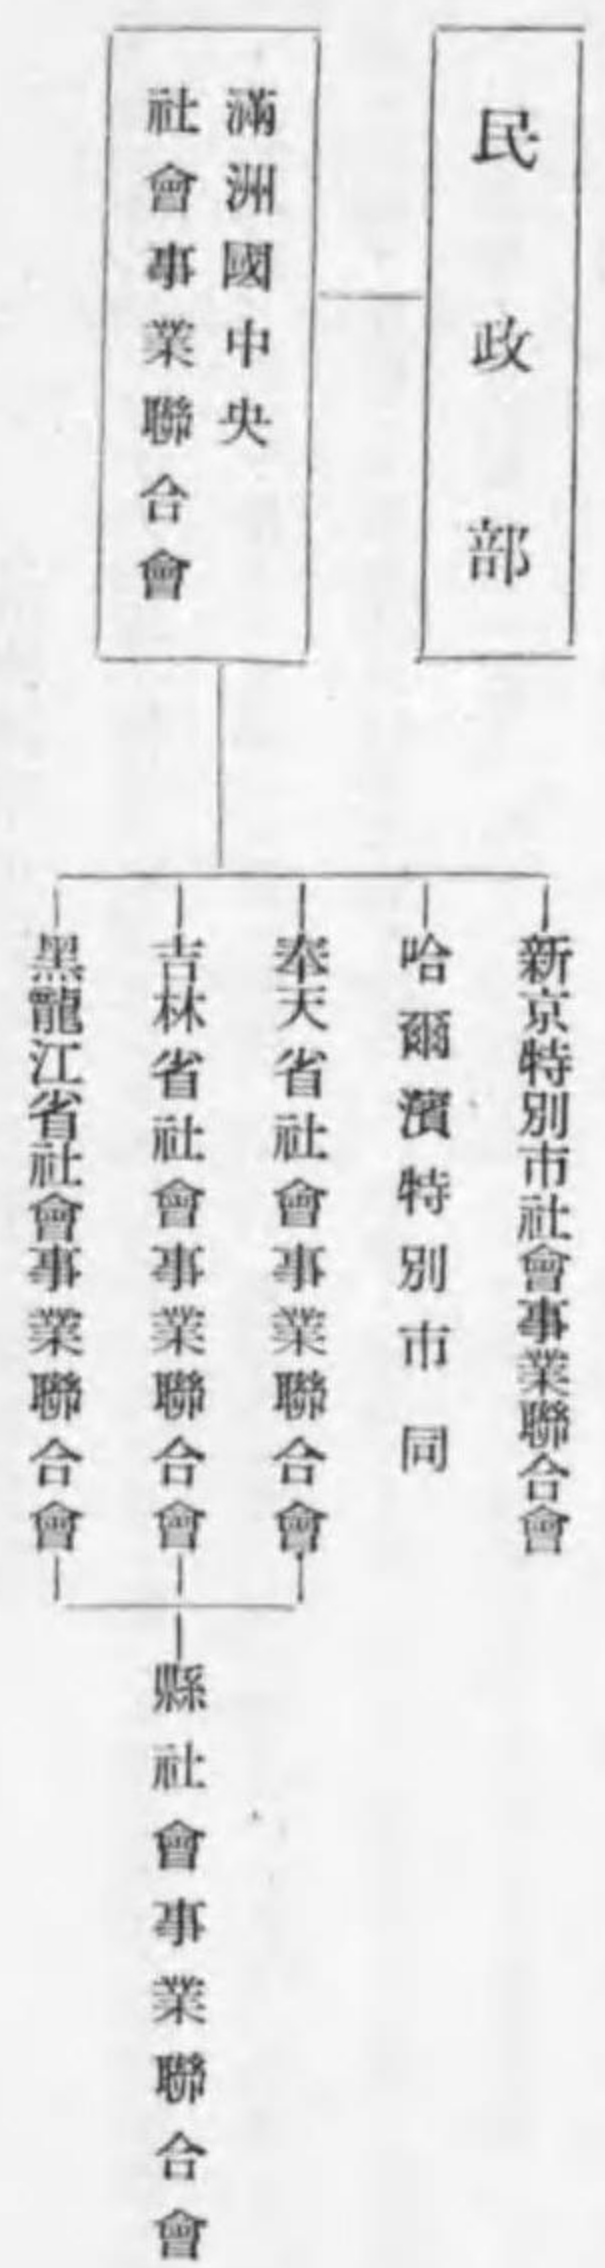 民政部
滿洲國中央
社會事業聯合會
新京特別市社會事業聯合會
哈爾濱特別市同
奉天省社會事業聯合會
吉林省社會事業聯合會
黑龍江省社會事業聯合會
縣社會事業聯合會